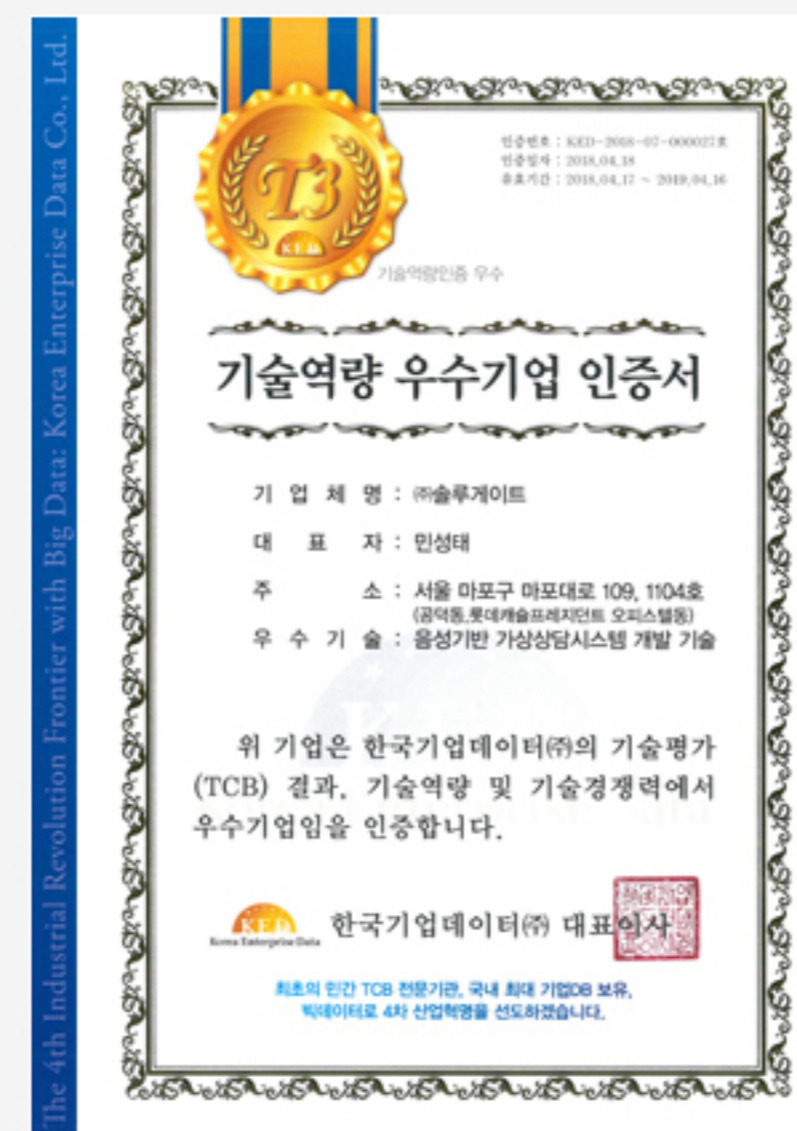 The 4th Industrial Revolution Frontier with Big Data: Korea Enterprise Data Co., Ltd.
T3
KED
인증번호 : KED-2018-07-000027호
인증일자 : 2018.04.18
유효기간 : 2018.04.17 ~ 2019.04.16
기술역량인증 우수
기술역량 우수기업 인증서
기 업 체 명 : ㈜솔루게이트
대 표 자 : 민성태
주 소 : 서울 마포구 마포대로 109, 1104호
(공덕동,롯데캐슬프레지던트 오피스텔동)
우 수 기 술 : 음성기반 가상상담시스템 개발 기술
위 기업은 한국기업데이터㈜의 기술평가
(TCB) 결과, 기술역량 및 기술경쟁력에서
우수기업임을 인증합니다.
KED
Korea Enterprise Data
한국기업데이터㈜ 대표이사
최초의 민간 TCB 전문기관, 국내 최대 기업DB 보유,
빅데이터로 4차 산업혁명을 선도하겠습니다.